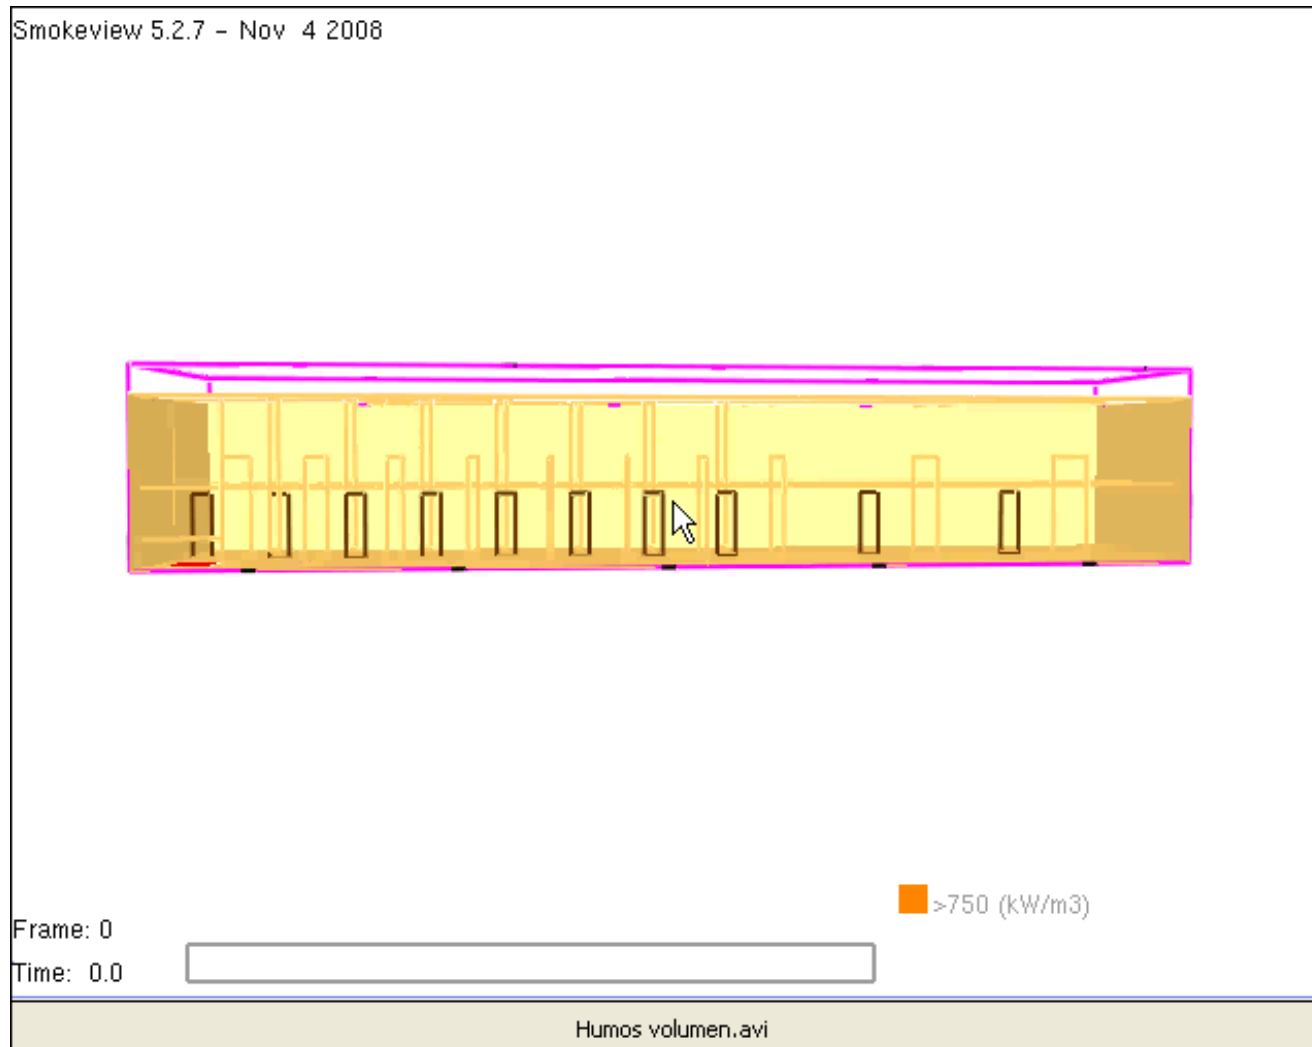 Smokeview 5.2.7 - Nov 4 2008
>750 (kW/m3)
Frame: 0
Time: 0.0
Humos volumen.avi